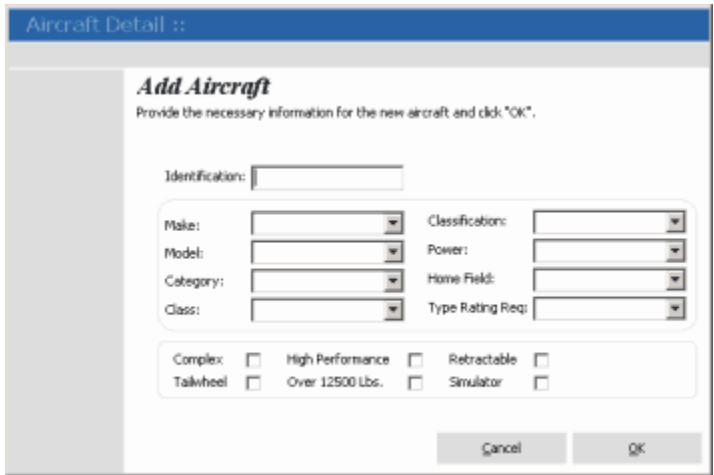 Aircraft Detail ::
Add Aircraft
Provide the necessary information for the new aircraft and click "OK".
Identification:
Make: Classification:
Model: Power:
Category: Home Field:
Class: Type Rating Req:
Complex High Performance Retractable
Tailwheel Over 12500 Lbs. Simulator
Cancel OK